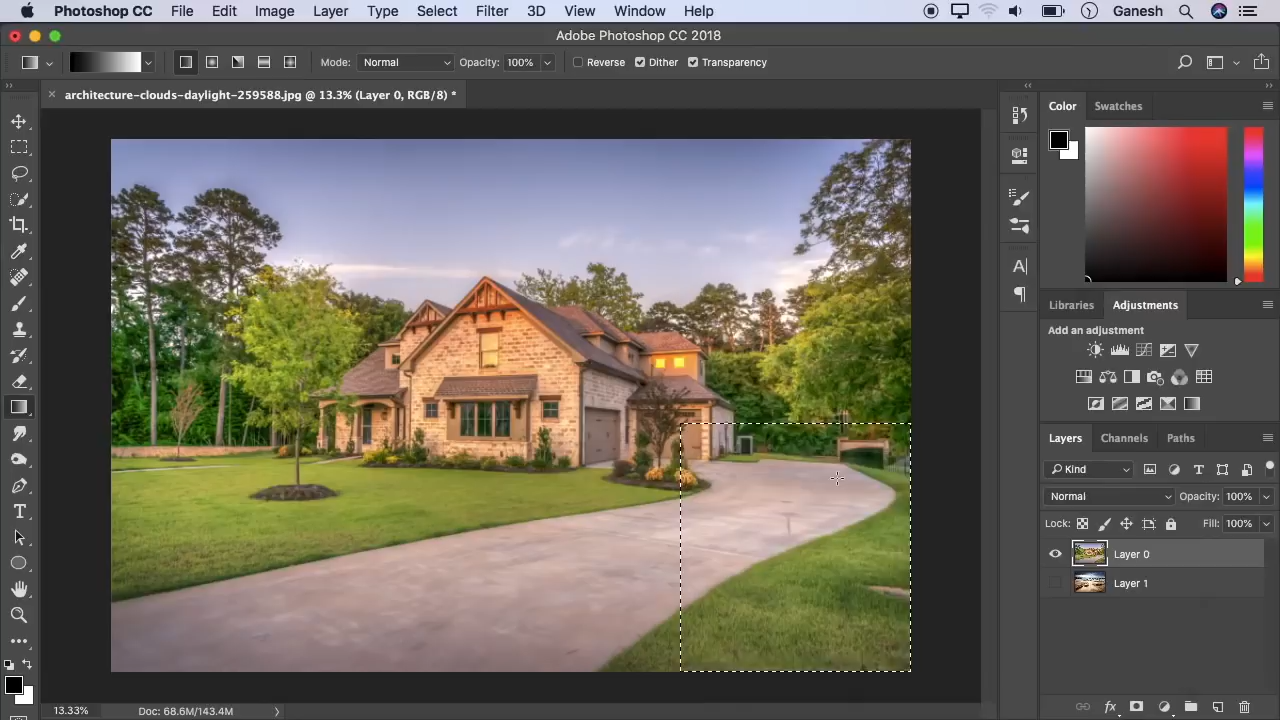 Photoshop CC File Edit Image Layer Type Select Filter 3D View Window Help Ganesh
Adobe Photoshop CC 2018
Mode: Normal Opacity: 100% Reverse Dither Transparency
architecture-clouds-daylight-259588.jpg @ 13.3% (Layer 0, RGB/8) *
Color Swatches
Libraries Adjustments
Add an adjustment
Layers Channels Paths
Kind
Normal Opacity: 100%
Lock: Fill: 100%
Layer 0
Layer 1
13.33% Doc: 68.6M/143.4M